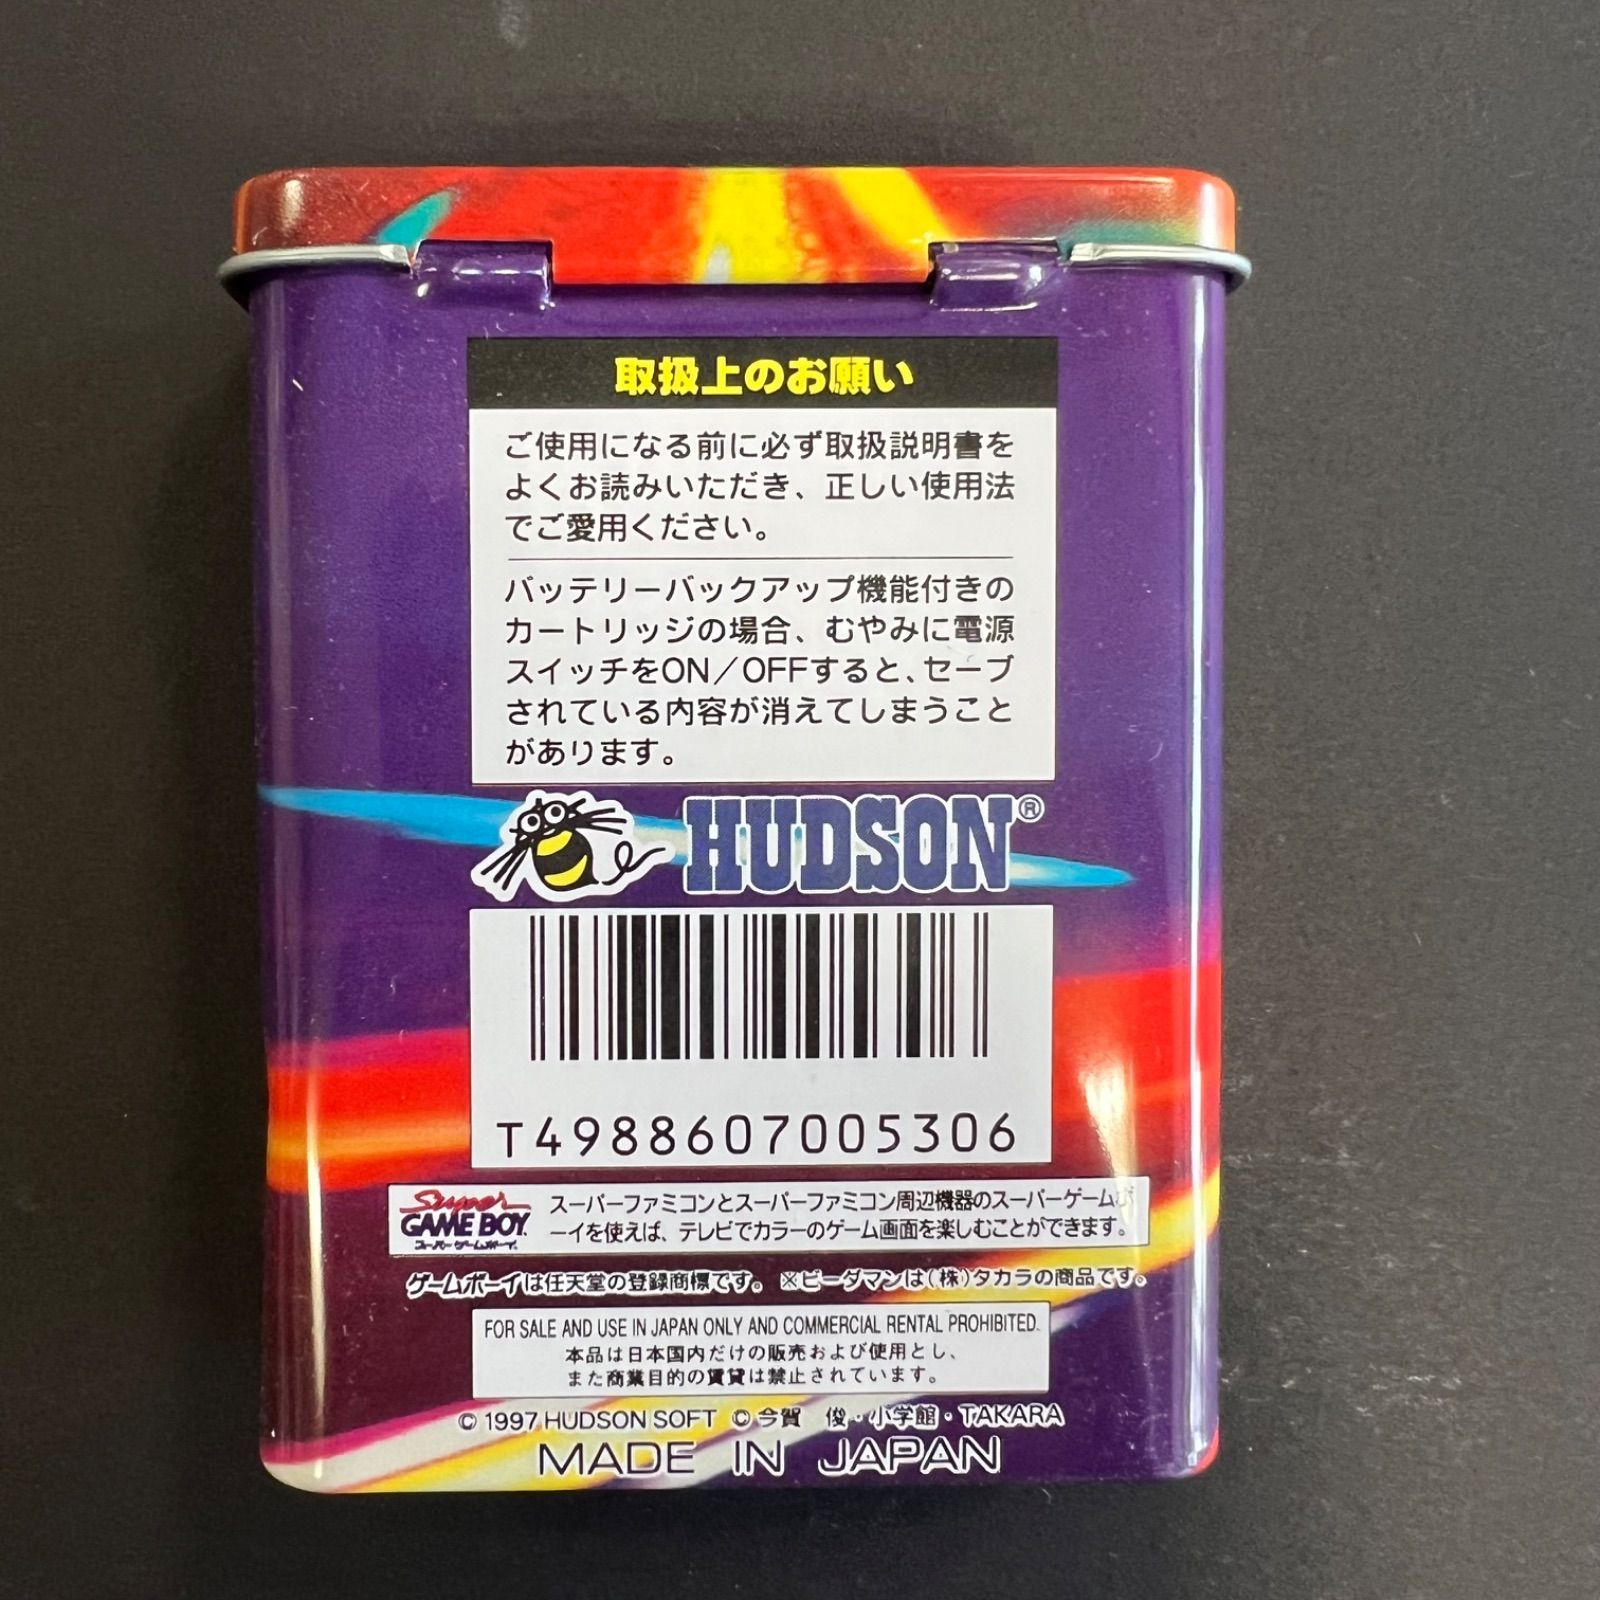 取扱上のお願い
ご使用になる前に必ず取扱説明書を
よくお読みいただき、正しい使用法
でご愛用ください。
バッテリーバックアップ機能付きの
カートリッジの場合、むやみに電源
スイッチをON／OFFすると、セーブ
されている内容が消えてしまうこと
があります。
HUDSON®
T4988607005306
Super
GAME BOY.
スーパーゲームボーイ.
スーパーファミコンとスーパーファミコン周辺機器のスーパーゲームボ
ーイを使えば、テレビでカラーのゲーム画面を楽しむことができます。
ゲームボーイは任天堂の登録商標です。 ※ビーダマンは(株)タカラの商品です。
FOR SALE AND USE IN JAPAN ONLY AND COMMERCIAL RENTAL PROHIBITED.
本品は日本国内だけの販売および使用とし、
また商業目的の賃貸は禁止されています。
© 1997 HUDSON SOFT © 今賀 俊・小学館・TAKARA
MADE IN JAPAN